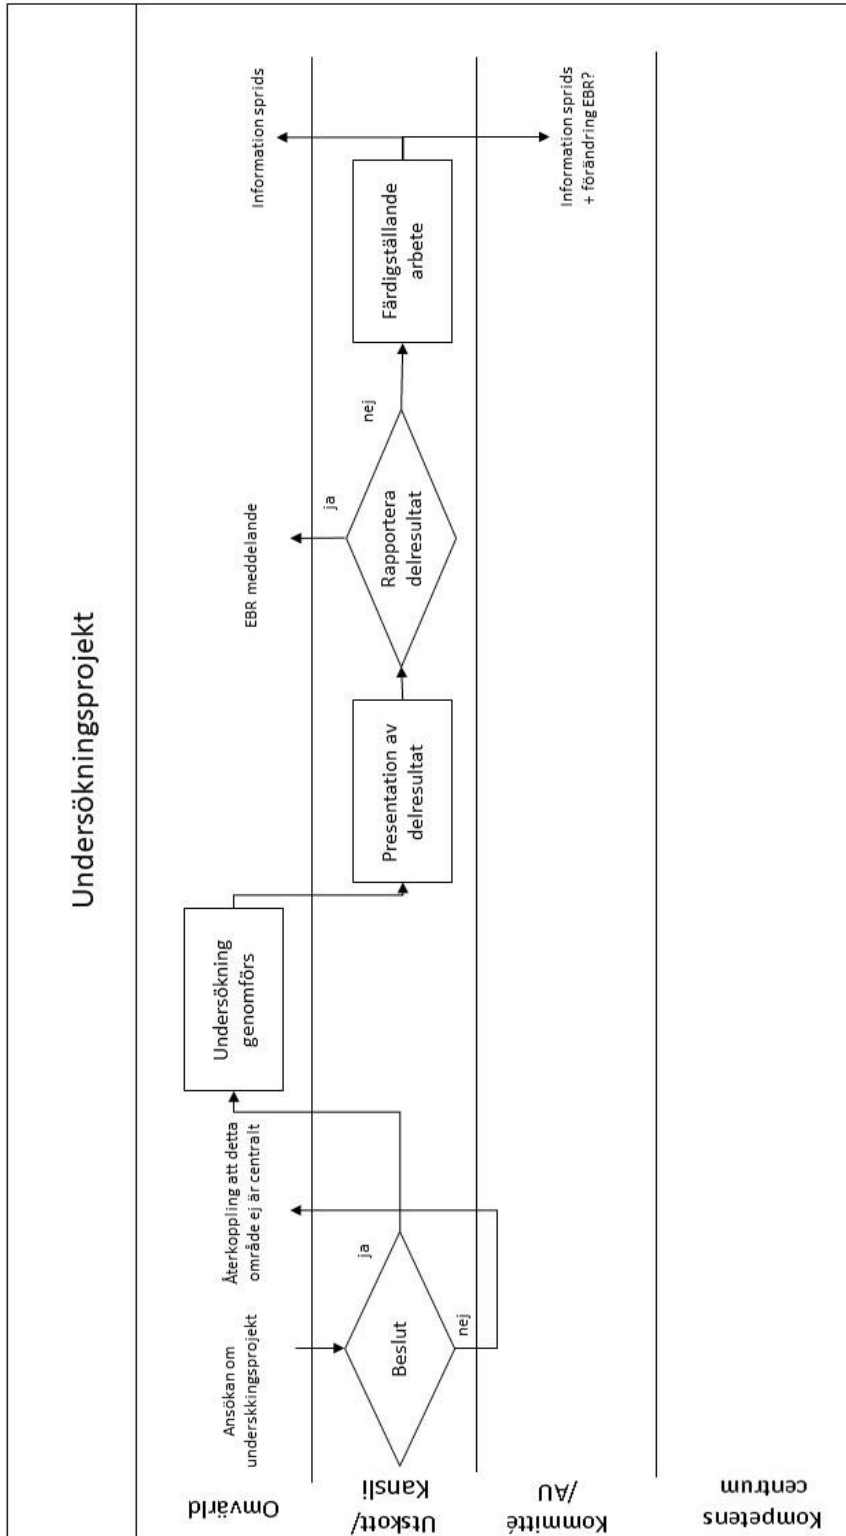 Undersökningsprojekt
Omvärld
Utskott/
Kansli
Kommitté
/AU
Kompetens
centrum
Ansökan om
underskkingsprojekt
Återkoppling att detta
område ej är centralt
Beslut
ja
nej
Undersökning
genomförs
Presentation av
delresultat
EBR meddelande
Rapportera
delresultat
ja
nej
Färdigställande
arbete
Information sprids
Information sprids
+ förändring EBR?